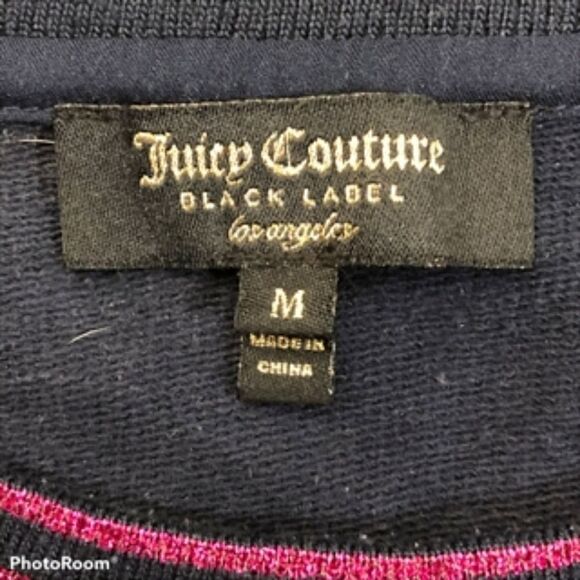 Juicy Couture
BLACK LABEL
los angeles
M
MADE IN
CHINA
PhotoRoom